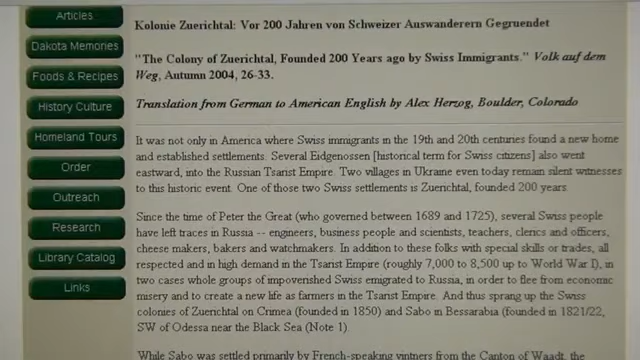 Articles
Dakota Memories
Foods & Recipes
History Culture
Homeland Tours
Order
Outreach
Research
Library Catalog
Links
Kolonie Zuerichtal: Vor 200 Jahren von Schweizer Auswanderern Gegruendet
"The Colony of Zuerichtal, Founded 200 Years ago by Swiss Immigrants." Volk auf dem
Weg, Autumn 2004, 26-33.
Translation from German to American English by Alex Herzog, Boulder, Colorado
It was not only in America where Swiss immigrants in the 19th and 20th centuries found a new home
and established settlements. Several Eidgenossen [historical term for Swiss citizens] also went
eastward, into the Russian Tsarist Empire. Two villages in Ukraine even today remain silent witnesses
to this historic event. One of those two Swiss settlements is Zuerichtal, founded 200 years.
Since the time of Peter the Great (who governed between 1689 and 1725), several Swiss people
have left traces in Russia -- engineers, business people and scientists, teachers, clerics and officers,
cheese makers, bakers and watchmakers. In addition to these folks with special skills or trades, all
respected and in high demand in the Tsarist Empire (roughly 7,000 to 8,500 up to World War I), in
two cases whole groups of impoverished Swiss emigrated to Russia, in order to flee from economic
misery and to create a new life as farmers in the Tsarist Empire. And thus sprang up the Swiss
colonies of Zuerichtal on Crimea (founded in 1850) and Sabo in Bessarabia (founded in 1821/22,
SW of Odessa near the Black Sea (Note 1).
While Sabo was settled primarily by French-speaking vintners from the Canton of Waadt, the